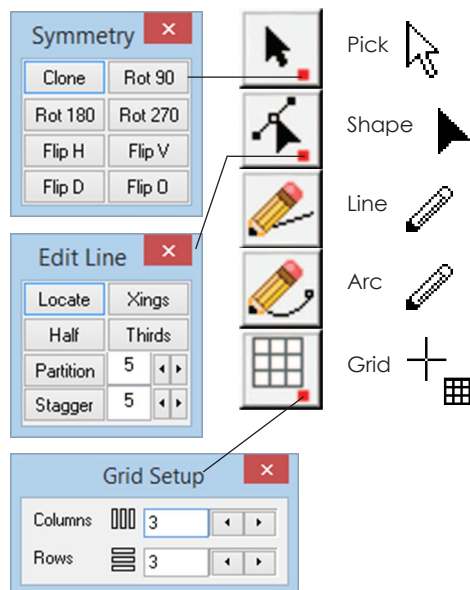 Symmetry
Clone Rot 90
Rot 180 Rot 270
Flip H Flip V
Flip D Flip O
Edit Line
Locate Xings
Half Thirds
Partition 5
Stagger 5
Grid Setup
Columns 3
Rows 3
Pick
Shape
Line
Arc
Grid